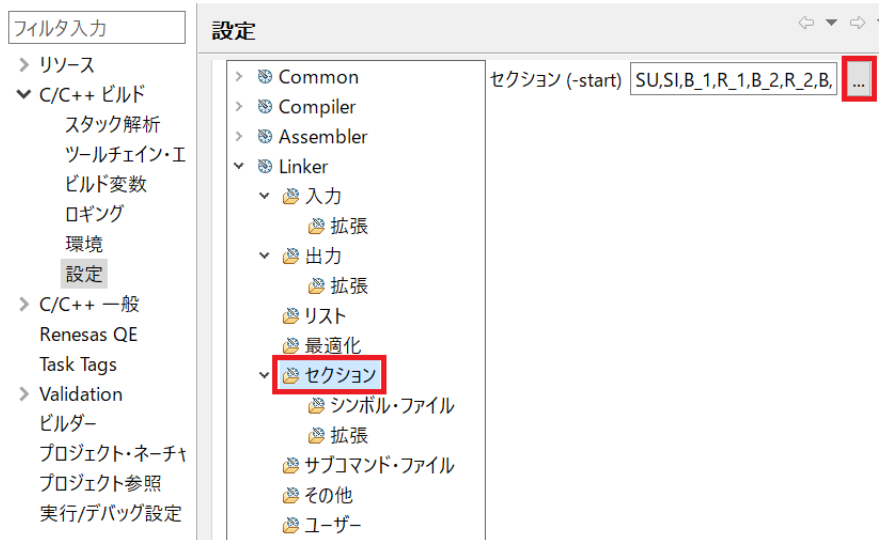 フィルタ入力
リソース
C/C++ ビルド
スタック解析
ツールチェイン・エ
ビルド変数
ロギング
環境
設定
C/C++ 一般
Renesas QE
Task Tags
Validation
ビルダー
プロジェクト・ネーチャ
プロジェクト参照
実行/デバッグ設定
設定
Common
Compiler
Assembler
Linker
入力
拡張
出力
拡張
リスト
最適化
セクション
シンボル・ファイル
拡張
サブコマンド・ファイル
その他
ユーザー
セクション (-start) SU,SI,B_1,R_1,B_2,R_2,B, ...